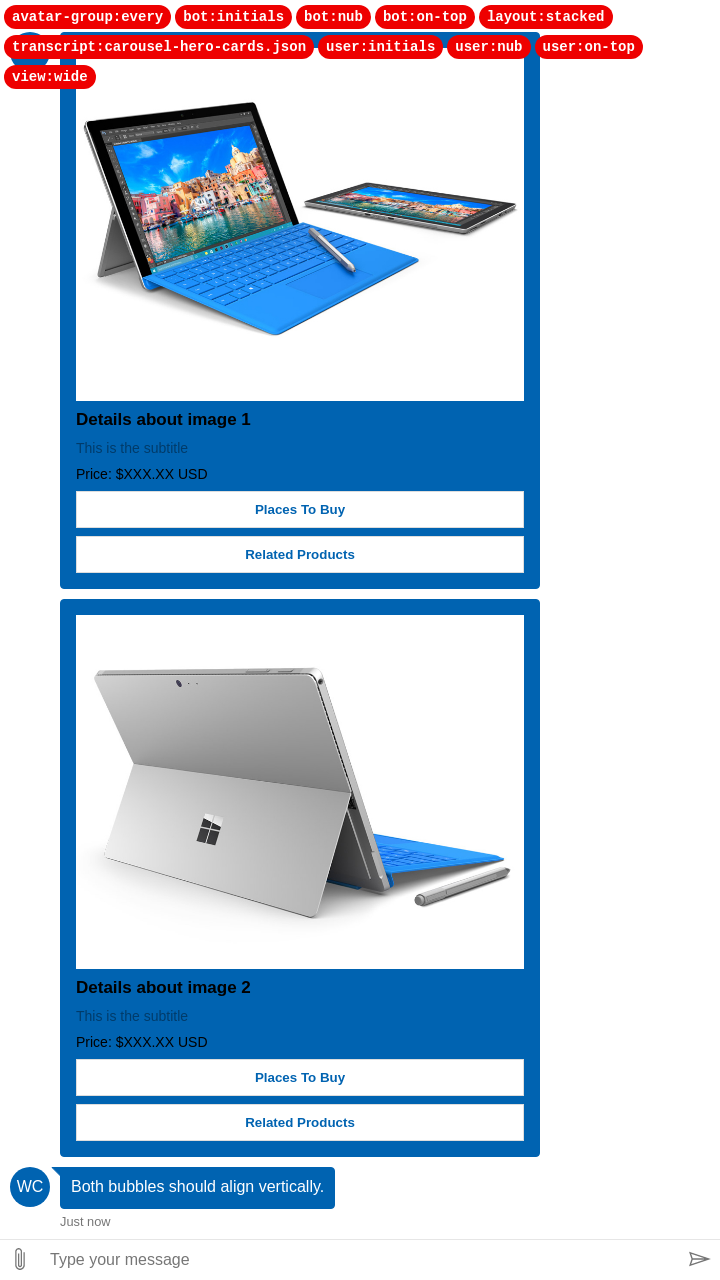 avatar-group:every bot:initials bot:nub bot:on-top layout:stacked
transcript:carousel-hero-cards.json user:initials user:nub user:on-top
view:wide
Details about image 1
This is the subtitle
Price: $XXX.XX USD
Places To Buy
Related Products
Details about image 2
This is the subtitle
Price: $XXX.XX USD
Places To Buy
Related Products
WC Both bubbles should align vertically.
Just now
Type your message